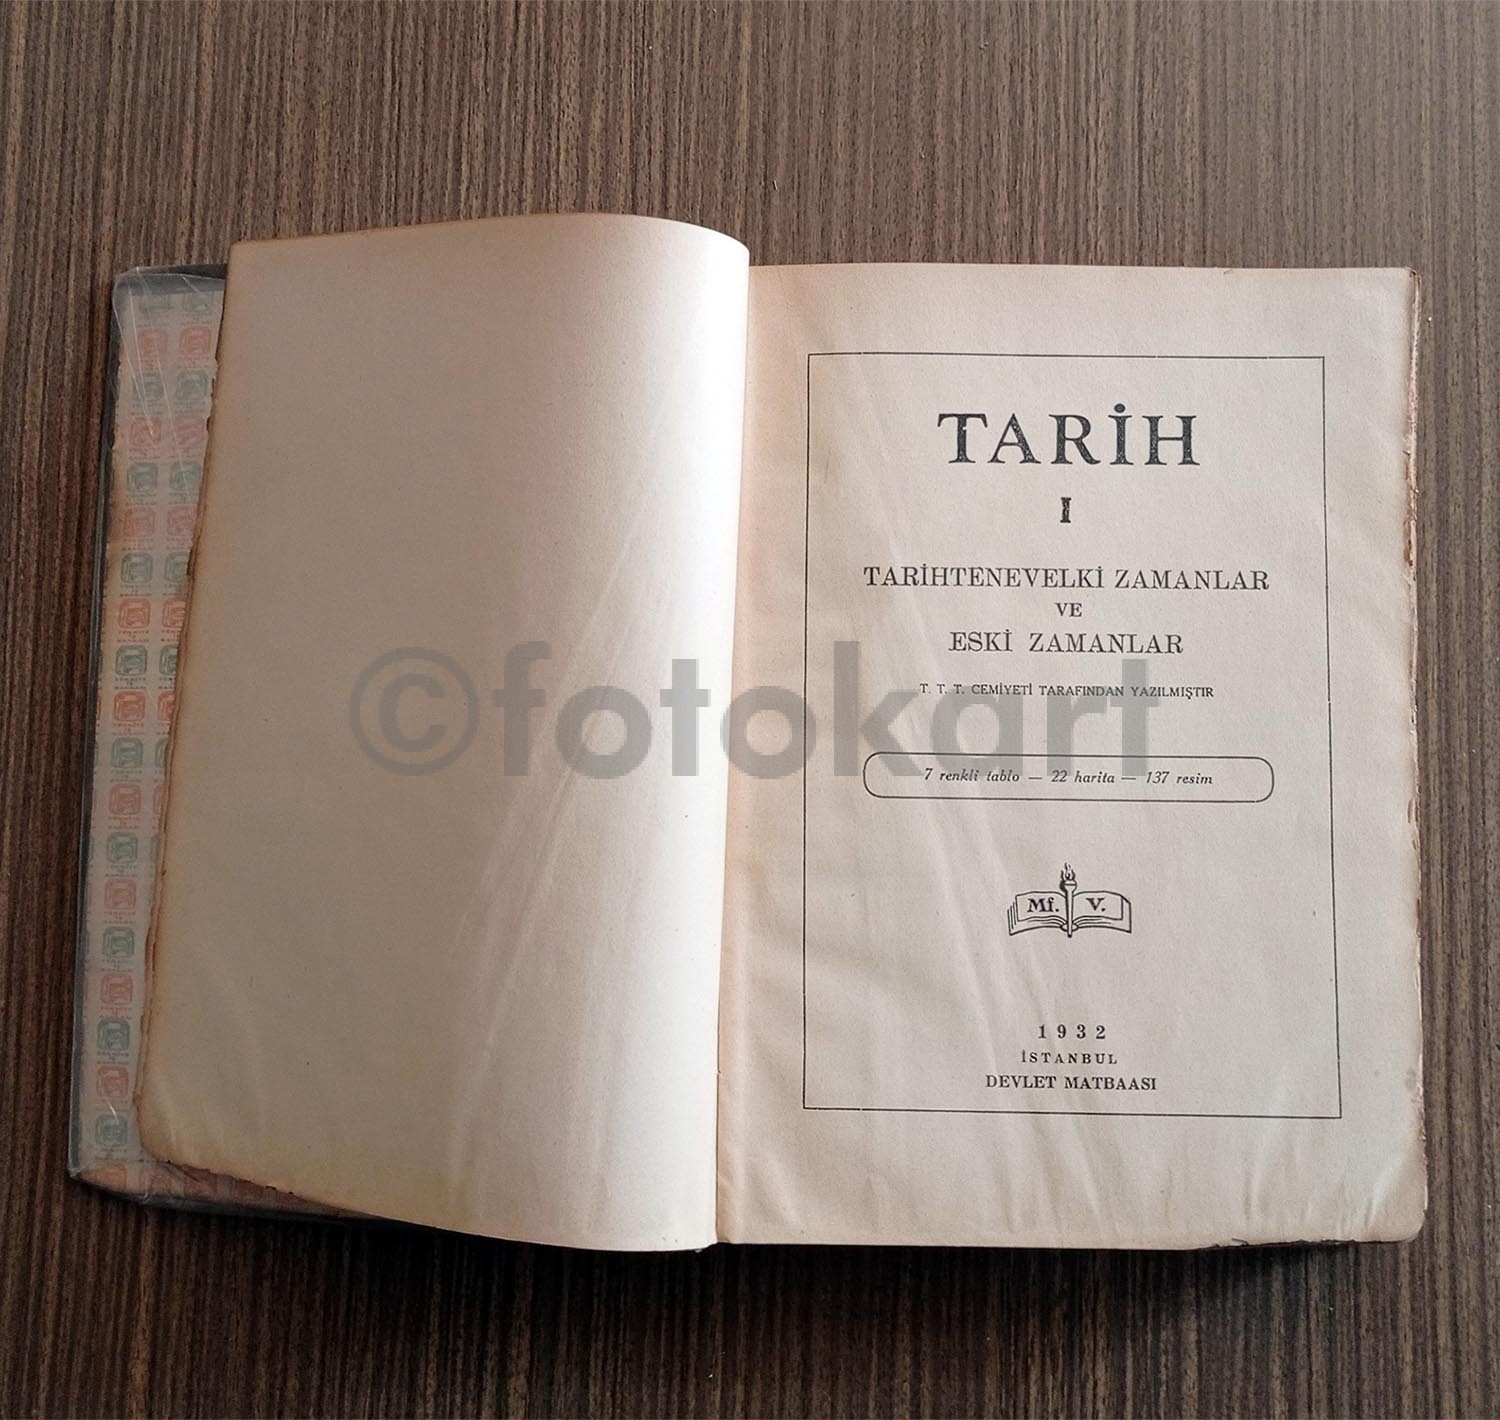 TARİH
I
TARİHTENEVELKİ ZAMANLAR
VE
ESKİ ZAMANLAR
T. T. T. CEMİYETİ TARAFINDAN YAZILMIŞTIR
©fotokart
7 renkli tablo — 22 harita — 137 resim
Mf. V.
1932
İSTANBUL
DEVLET MATBAASI